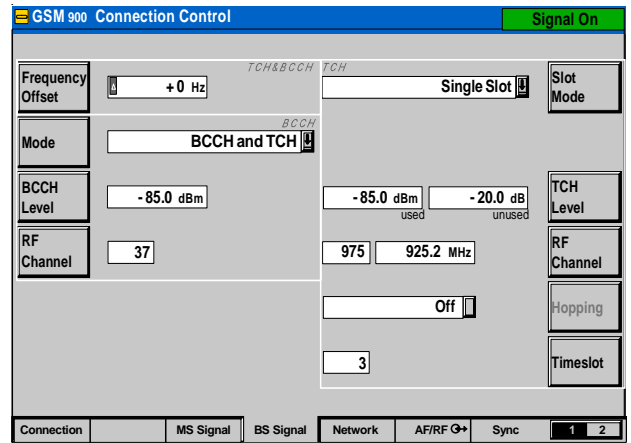 GSM 900 Connection Control Signal On
TCH&BCCH TCH
Frequency Offset +0 Hz Single Slot Slot Mode
BCCH
Mode BCCH and TCH
BCCH Level -85.0 dBm -85.0 dBm used -20.0 dB unused TCH Level
RF Channel 37 975 925.2 MHz RF Channel
Off Hopping
3 Timeslot
Connection MS Signal BS Signal Network AF/RF Sync 1 2